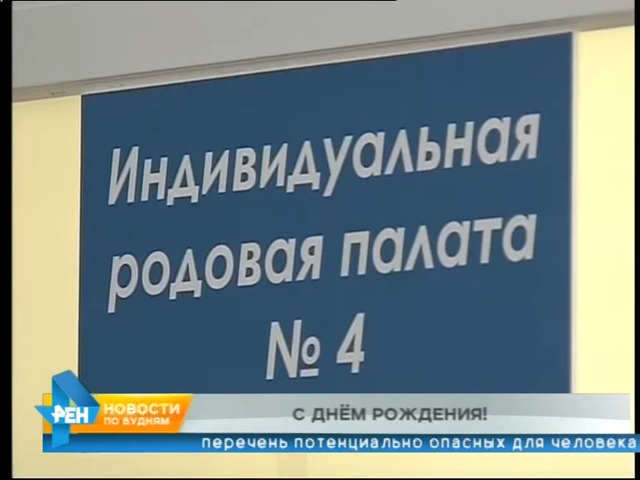 Индивидуальная
родовая палата
№ 4
РЕН
НОВОСТИ
ПО БУДНЯМ
С ДНЁМ РОЖДЕНИЯ!
перечень потенциально опасных для человека